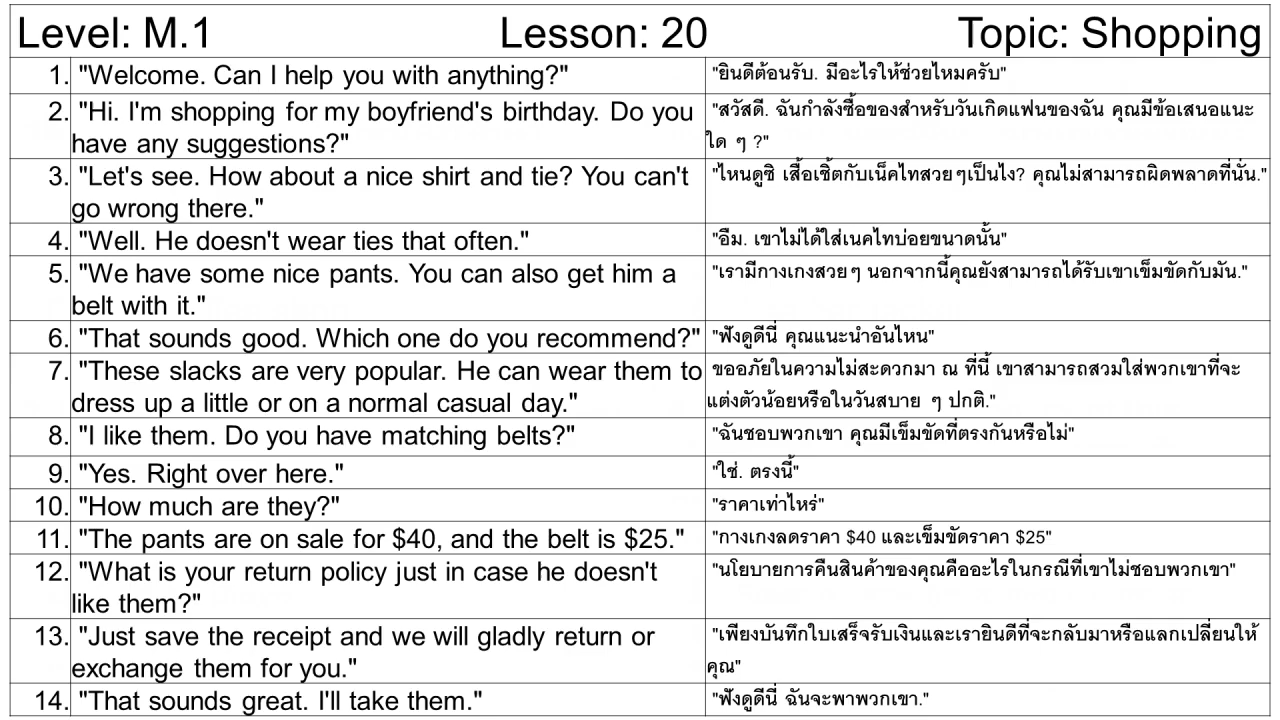 Level: M.1 Lesson: 20 Topic: Shopping
1. "Welcome. Can I help you with anything?" "ยินดีต้อนรับ. มีอะไรให้ช่วยไหมครับ"
2. "Hi. I'm shopping for my boyfriend's birthday. Do you "สวัสดี. ฉันกำลังซื้อของสำหรับวันเกิดแฟนของฉัน คุณมีข้อเสนอแนะ
have any suggestions?" ใด ๆ ?"
3. "Let's see. How about a nice shirt and tie? You can't "ไหนดูซิ เสื้อเชิ้ตกับเน็คไทสวยๆเป็นไง? คุณไม่สามารถผิดพลาดที่นั่น."
go wrong there."
4. "Well. He doesn't wear ties that often." "อืม. เขาไม่ได้ใส่เนคไทบ่อยขนาดนั้น"
5. "We have some nice pants. You can also get him a "เรามีกางเกงสวยๆ นอกจากนี้คุณยังสามารถได้รับเขาเข็มขัดกับมัน."
belt with it."
6. "That sounds good. Which one do you recommend?" "ฟังดูดีนี่ คุณแนะนำอันไหน"
7. "These slacks are very popular. He can wear them to ขออภัยในความไม่สะดวกมา ณ ที่นี้ เขาสามารถสวมใส่พวกเขาที่จะ
dress up a little or on a normal casual day." แต่งตัวน้อยหรือในวันสบาย ๆ ปกติ."
8. "I like them. Do you have matching belts?" "ฉันชอบพวกเขา คุณมีเข็มขัดที่ตรงกันหรือไม่"
9. "Yes. Right over here." "ใช่. ตรงนี้"
10. "How much are they?" "ราคาเท่าไหร่"
11. "The pants are on sale for $40, and the belt is $25." "กางเกงลดราคา $40 และเข็มขัดราคา $25"
12. "What is your return policy just in case he doesn't "นโยบายการคืนสินค้าของคุณคืออะไรในกรณีที่เขาไม่ชอบพวกเขา"
like them?"
13. "Just save the receipt and we will gladly return or "เพียงบันทึกใบเสร็จรับเงินและเรายินดีที่จะกลับมาหรือแลกเปลี่ยนให้
exchange them for you." คุณ"
14. "That sounds great. I'll take them." "ฟังดูดีนี่ ฉันจะพาพวกเขา."